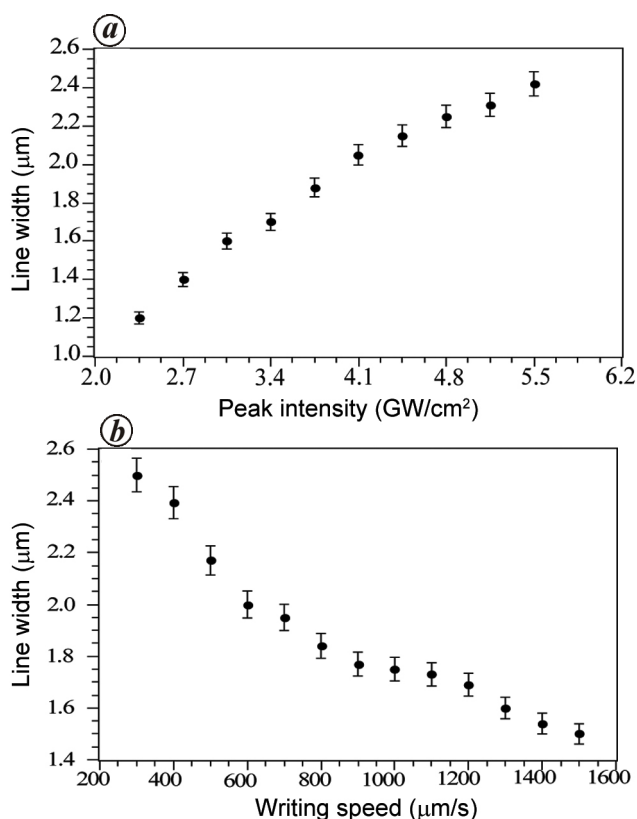 a
2.6
2.4
2.2
2.0
1.8
1.6
1.4
1.2
1.0
Line width (μm)
2.0 2.7 3.4 4.1 4.8 5.5 6.2
Peak intensity (GW/cm²)
b
2.6
2.4
2.2
2.0
1.8
1.6
1.4
Line width (μm)
200 400 600 800 1000 1200 1400 1600
Writing speed (μm/s)